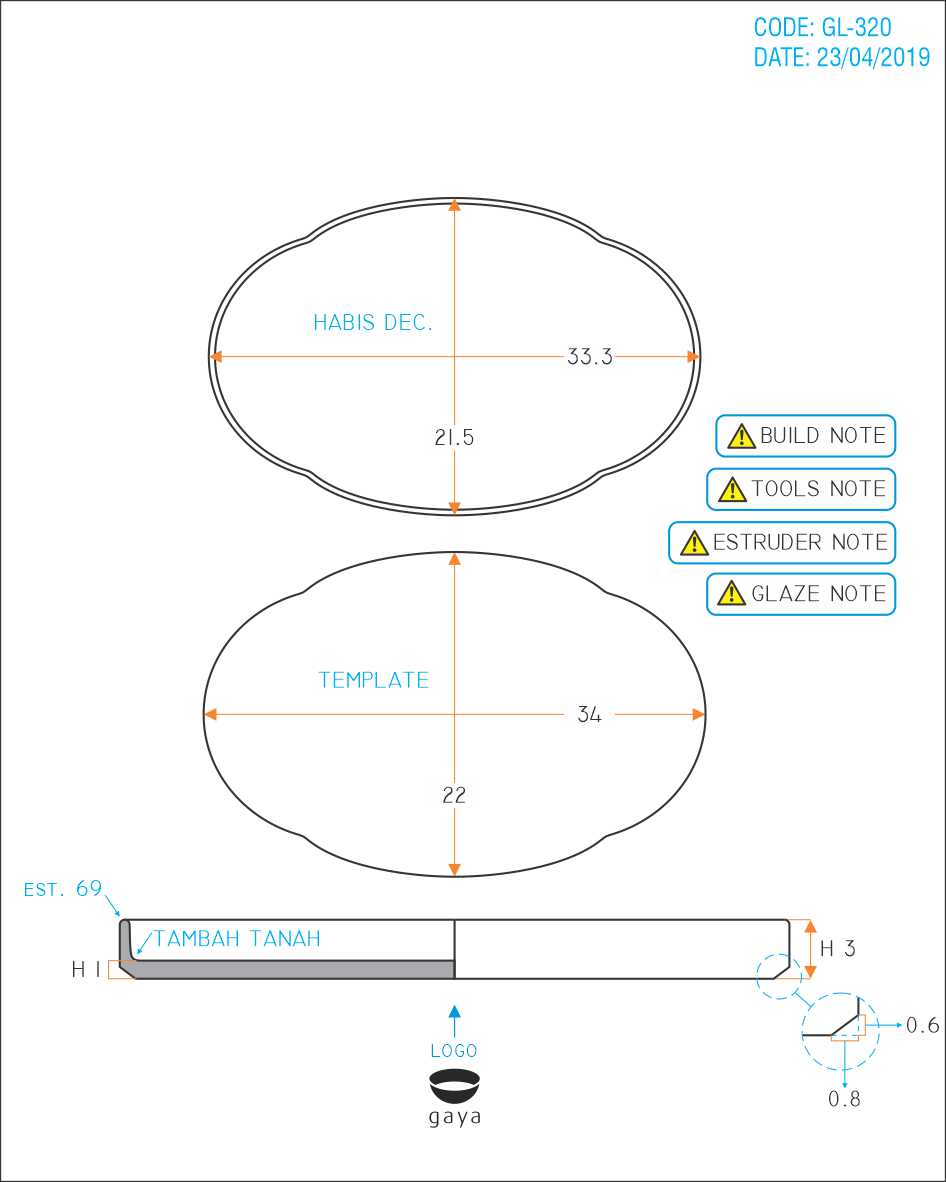 CODE: GL-320
DATE: 23/04/2019
HABIS DEC.
33.3
21.5
BUILD NOTE
TOOLS NOTE
ESTRUDER NOTE
GLAZE NOTE
TEMPLATE
34
22
EST. 69
TAMBAH TANAH
H 1
H 3
0.6
0.8
LOGO
gaya